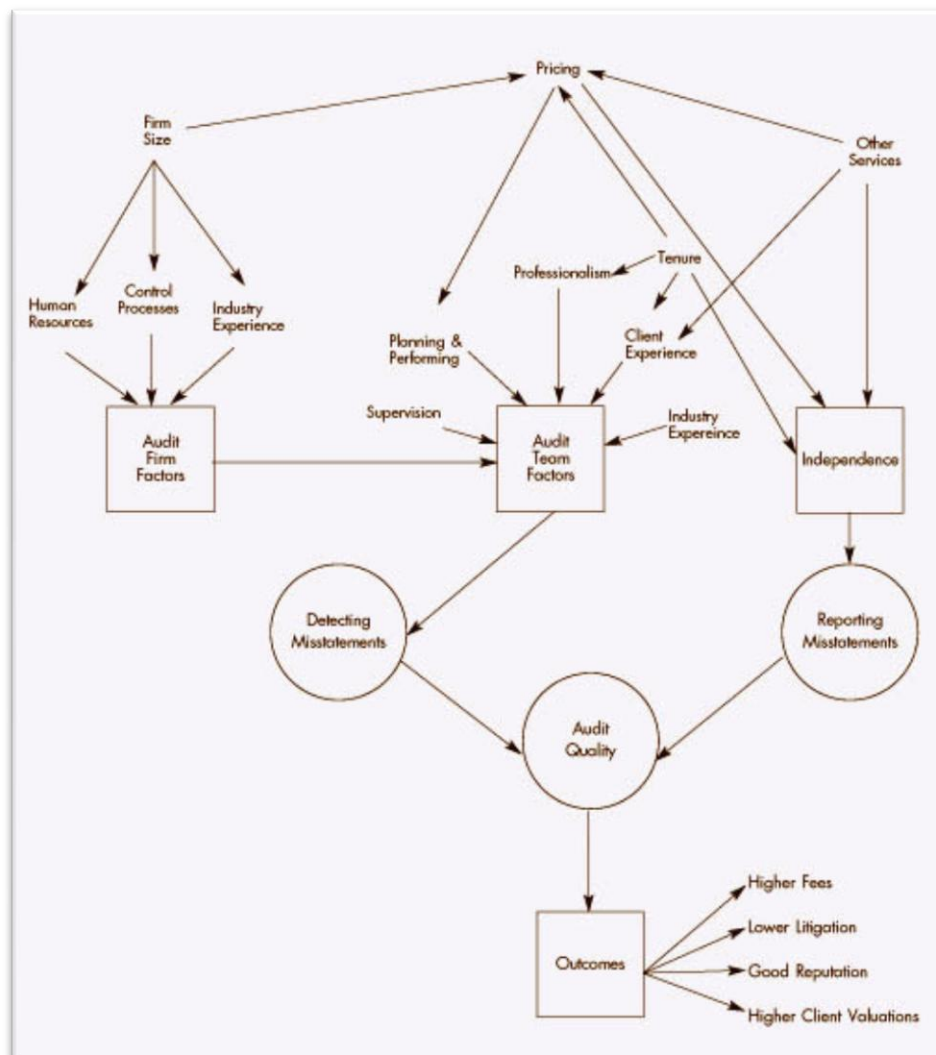 Pricing
Firm
Size
Other
Services
Tenure
Professionalism
Human
Resources
Control
Processes
Industry
Experience
Planning &
Performing
Client
Experience
Supervision
Industry
Expereince
Audit
Firm
Factors
Audit
Team
Factors
Independence
Detecting
Misstatements
Reporting
Misstatements
Audit
Quality
Outcomes
Higher Fees
Lower Litigation
Good Reputation
Higher Client Valuations